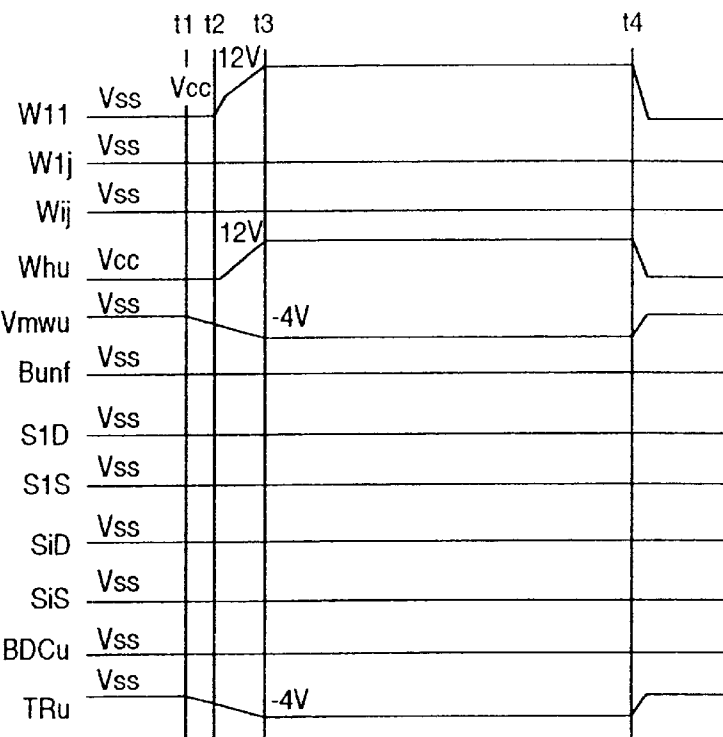 t1 t2 t3 t4
12V
Vcc
W11 Vss
W1j Vss
Wij Vss
12V
Whu Vcc
Vmwu Vss -4V
Bunf Vss
S1D Vss
S1S Vss
SiD Vss
SiS Vss
BDCu Vss
TRu Vss -4V